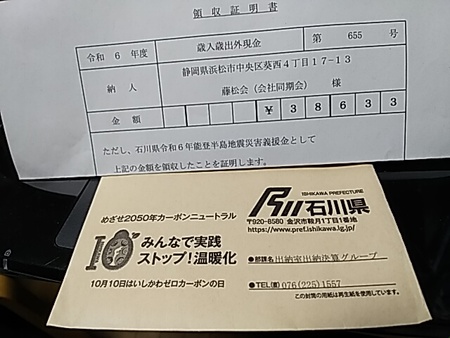 領収証明書
令和 6 年度 歳入歳出外現金 第 655 号
納人 静岡県浜松市中央区葵西4丁目17-13
藤松会(会社同期会) 様
金額 ¥ 3 8 6 3 3
ただし、石川県令和6年能登半島地震災害義援金として
上記の金額を領収したことを証明します。
めざせ2050年カーボンニュートラル
みんなで実践
ストップ!温暖化
10月10日はいしかわゼロカーボンの日
ISHIKAWA PREFECTURE
石川県
〒920-8580 金沢市鞍月1丁目1番地
https://www.pref.ishikawa.lg.jp/
●部課名:出納室出納決算グループ
●TEL(直) 076(225)1557
この封筒の用紙は再生紙を使用しています。